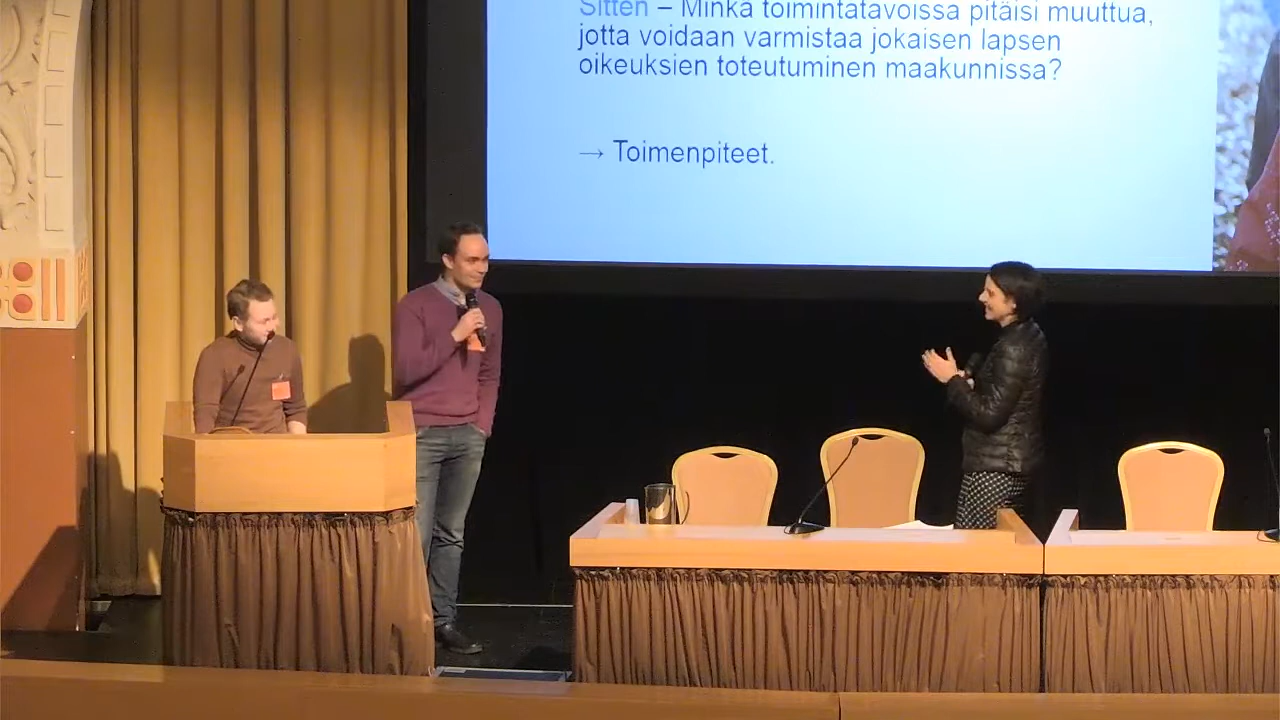 Sitten – Minkä toimintatavoissa pitäisi muuttua,
jotta voidaan varmistaa jokaisen lapsen
oikeuksien toteutuminen maakunnissa?
→ Toimenpiteet.